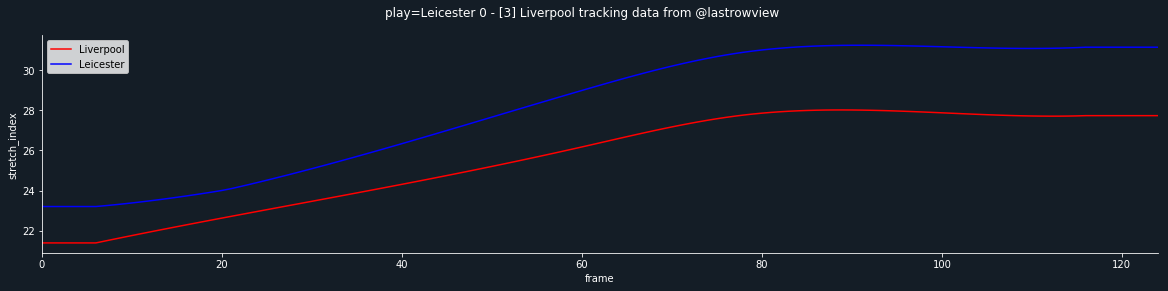 play=Leicester 0 - [3] Liverpool tracking data from @lastrowview
Liverpool
Leicester
stretch_index
30
28
26
24
22
0 20 40 60 80 100 120
frame